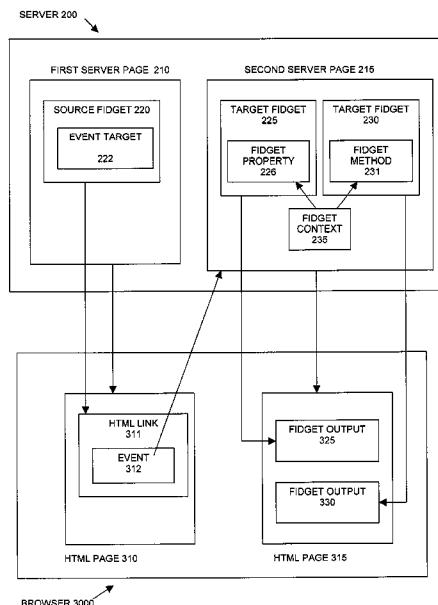 SERVER 200
FIRST SERVER PAGE 210
SECOND SERVER PAGE 215
SOURCE FIDGET 220
EVENT TARGET
222
TARGET FIDGET
225
FIDGET
PROPERTY
226
TARGET FIDGET
230
FIDGET
METHOD
231
FIDGET
CONTEXT
235
HTML LINK
311
EVENT
312
FIDGET OUTPUT
325
FIDGET OUTPUT
330
HTML PAGE 310
HTML PAGE 315
BROWSER 3000